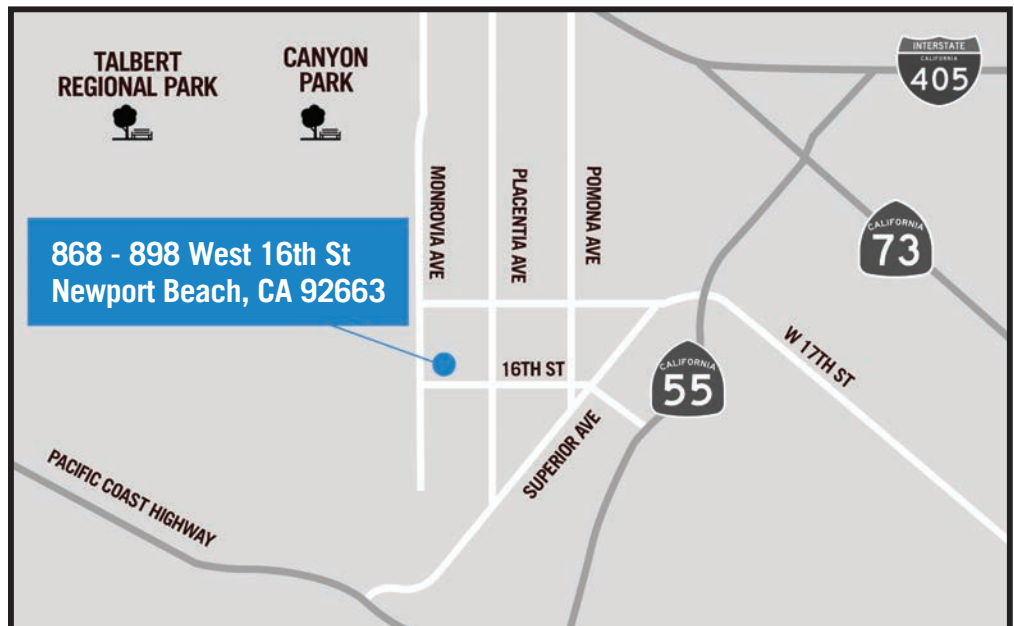 TALBERT
REGIONAL PARK
CANYON
PARK
INTERSTATE
CALIFORNIA
405
MONROVIA AVE
PLACENTIA AVE
POMONA AVE
CALIFORNIA
73
868 - 898 West 16th St
Newport Beach, CA 92663
16TH ST
CALIFORNIA
55
W 17TH ST
SUPERIOR AVE
PACIFIC COAST HIGHWAY